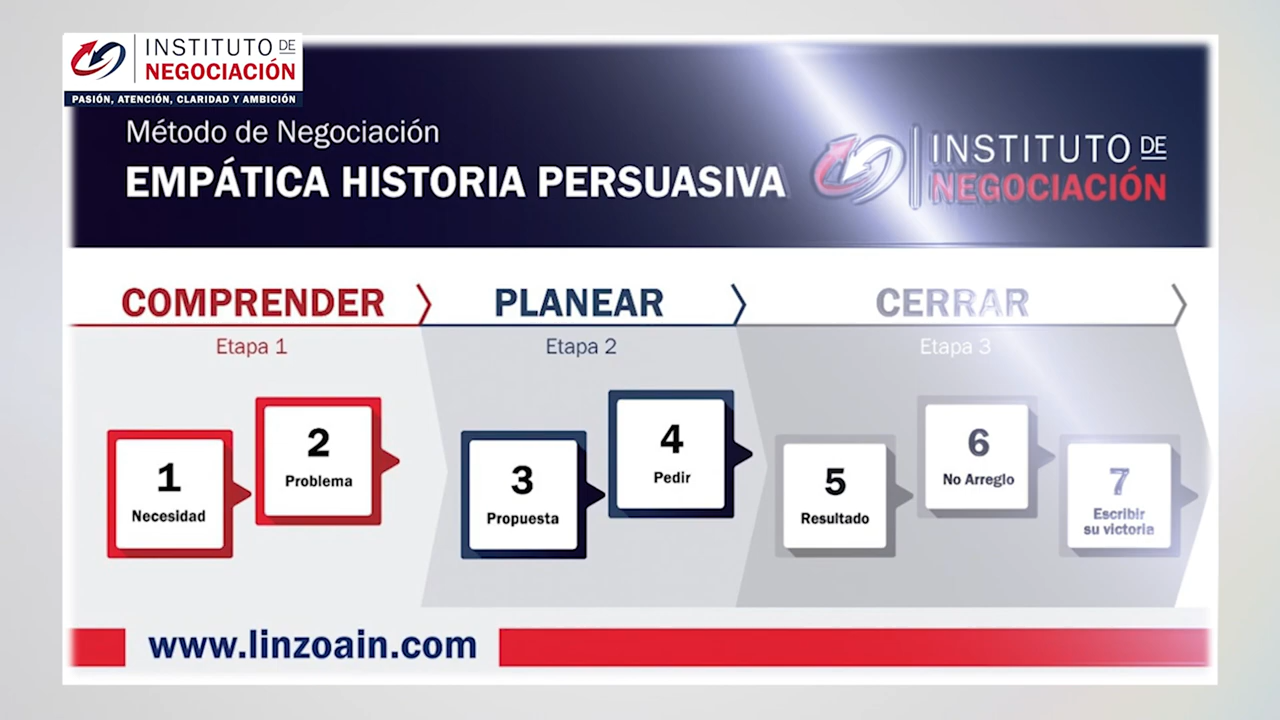 INSTITUTO DE
NEGOCIACIÓN
PASIÓN, ATENCIÓN, CLARIDAD Y AMBICIÓN
Método de Negociación
EMPÁTICA HISTORIA PERSUASIVA
INSTITUTO DE
NEGOCIACIÓN
COMPRENDER
Etapa 1
PLANEAR
Etapa 2
CERRAR
Etapa 3
1
Necesidad
2
Problema
3
Propuesta
4
Pedir
5
Resultado
6
No Arreglo
7
Escribir
su victoria
www.linzoain.com